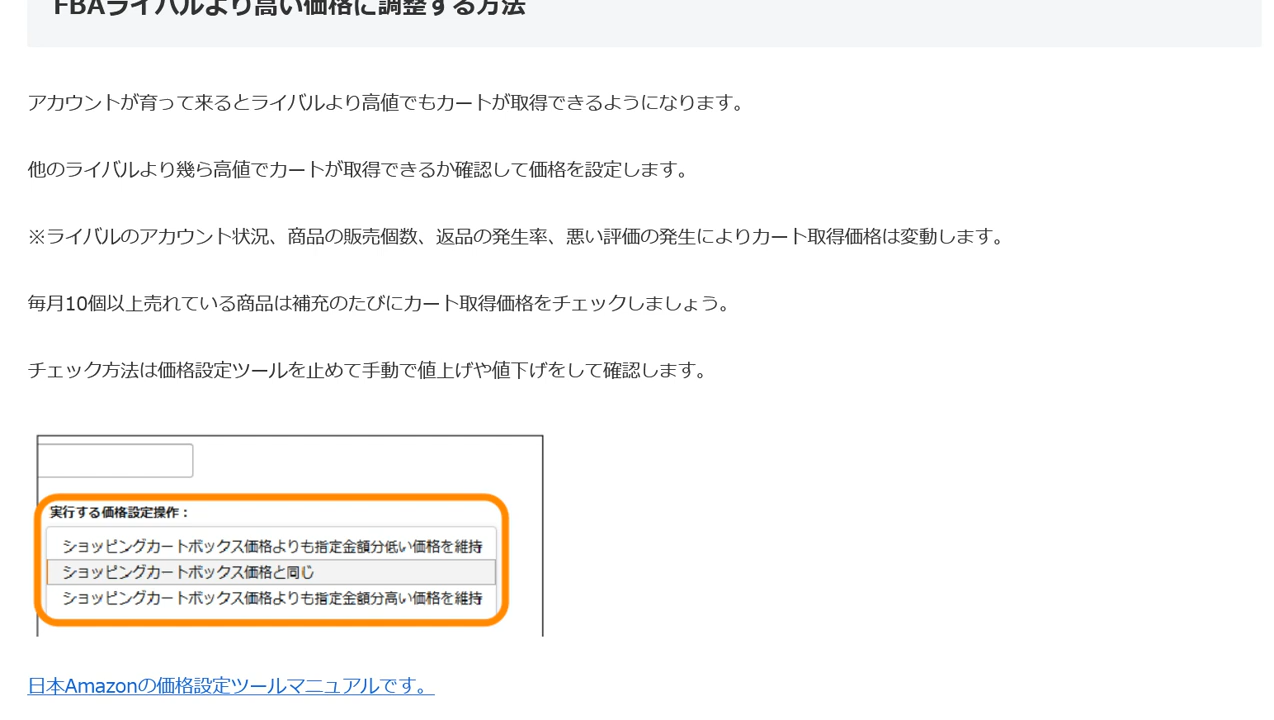 FBAライバルより高い価格に調整する方法
アカウントが育って来るとライバルより高値でもカートが取得できるようになります。
他のライバルより幾ら高値でカートが取得できるか確認して価格を設定します。
※ライバルのアカウント状況、商品の販売個数、返品の発生率、悪い評価の発生によりカート取得価格は変動します。
毎月10個以上売れている商品は補充のたびにカート取得価格をチェックしましょう。
チェック方法は価格設定ツールを止めて手動で値上げや値下げをして確認します。
実行する価格設定操作：
ショッピングカートボックス価格よりも指定金額分低い価格を維持
ショッピングカートボックス価格と同じ
ショッピングカートボックス価格よりも指定金額分高い価格を維持
日本Amazonの価格設定ツールマニュアルです。